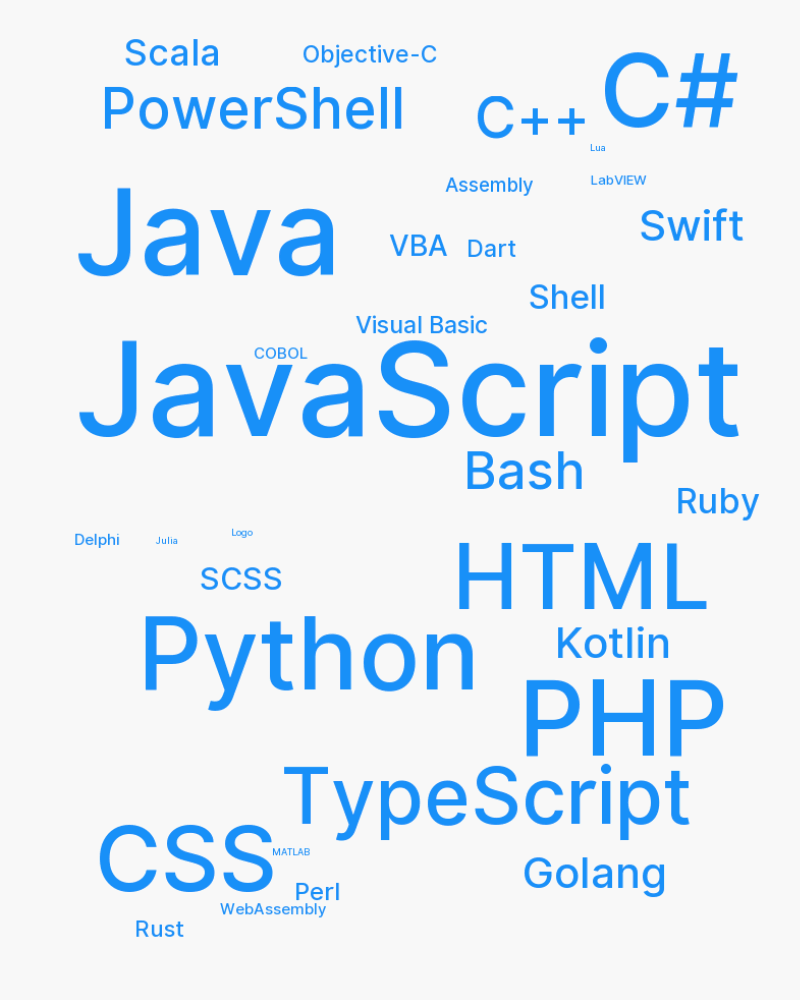 Scala
Objective-C
C#
PowerShell
C++
Lua
Assembly
LabVIEW
Java
Swift
VBA
Dart
Shell
Visual Basic
COBOL
JavaScript
Bash
Ruby
Delphi
Julia
Logo
SCSS
HTML
Python
Kotlin
PHP
TypeScript
CSS
MATLAB
Golang
Perl
WebAssembly
Rust